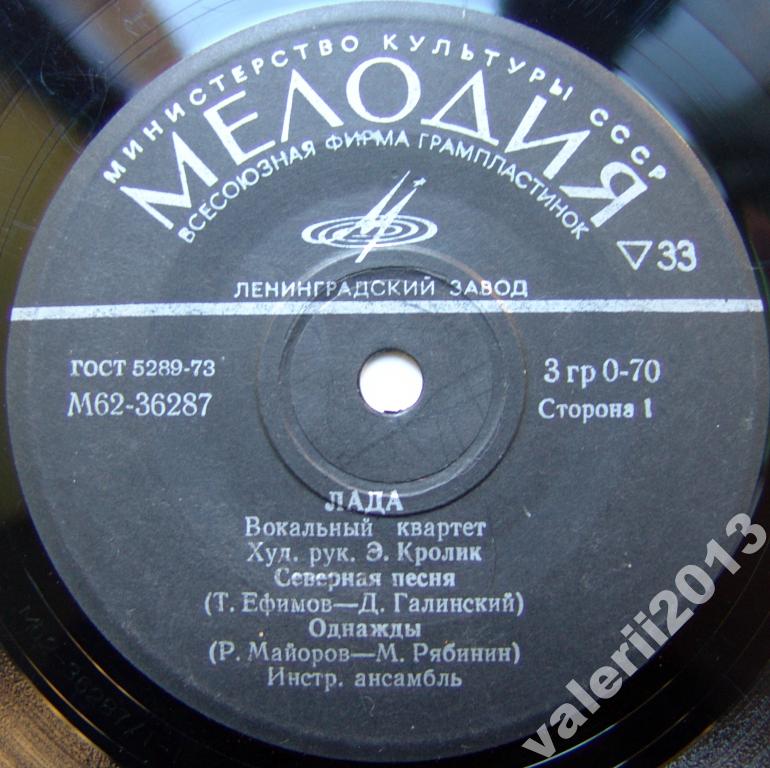 МИНИСТЕРСТВО КУЛЬТУРЫ СССР
МЕЛОДИЯ
ВСЕСОЮЗНАЯ ФИРМА ГРАМПЛАСТИНОК
▽33
ЛЕНИНГРАДСКИЙ ЗАВОД
ГОСТ 5289-73
3 гр 0-70
М62-36287
Сторона 1
ЛАДА
Вокальный квартет
Худ. рук. Э. Кролик
Северная песня
(Т. Ефимов—Д. Галинский)
Однажды
(Р. Майоров—М. Рябинин)
Инстр. ансамбль
valerii2013